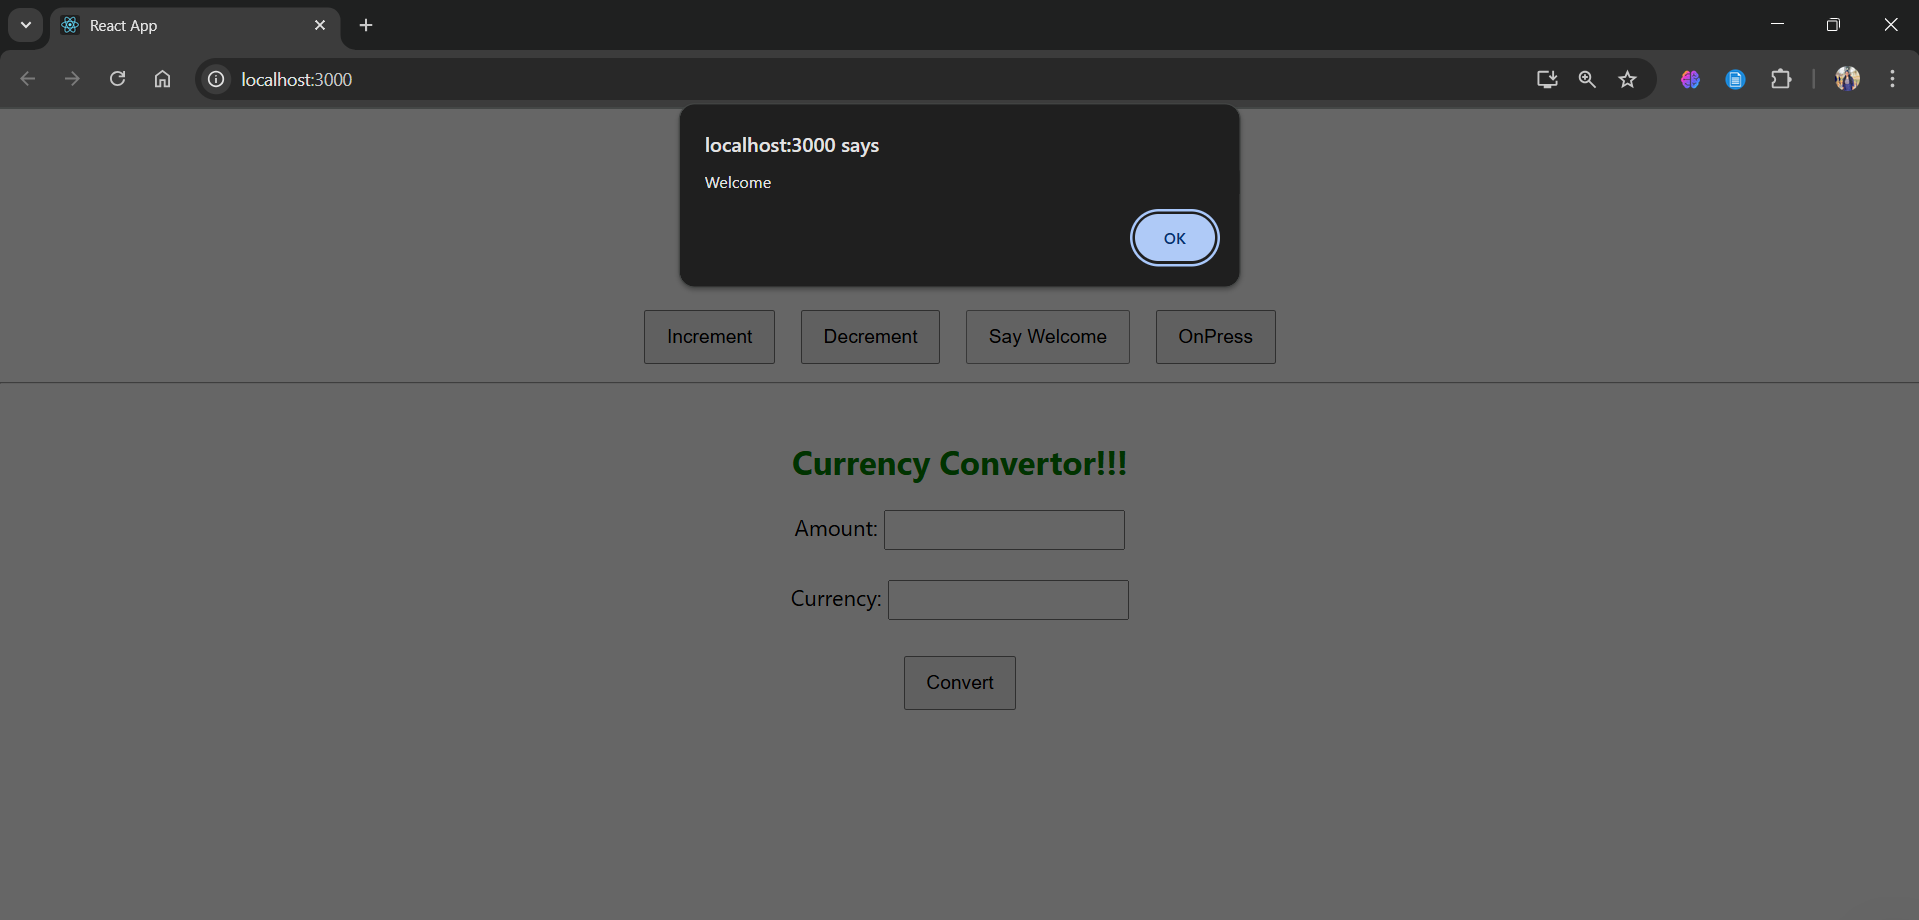 React App
localhost:3000
localhost:3000 says
Welcome
OK
Increment Decrement Say Welcome OnPress
Currency Convertor!!!
Amount:
Currency:
Convert